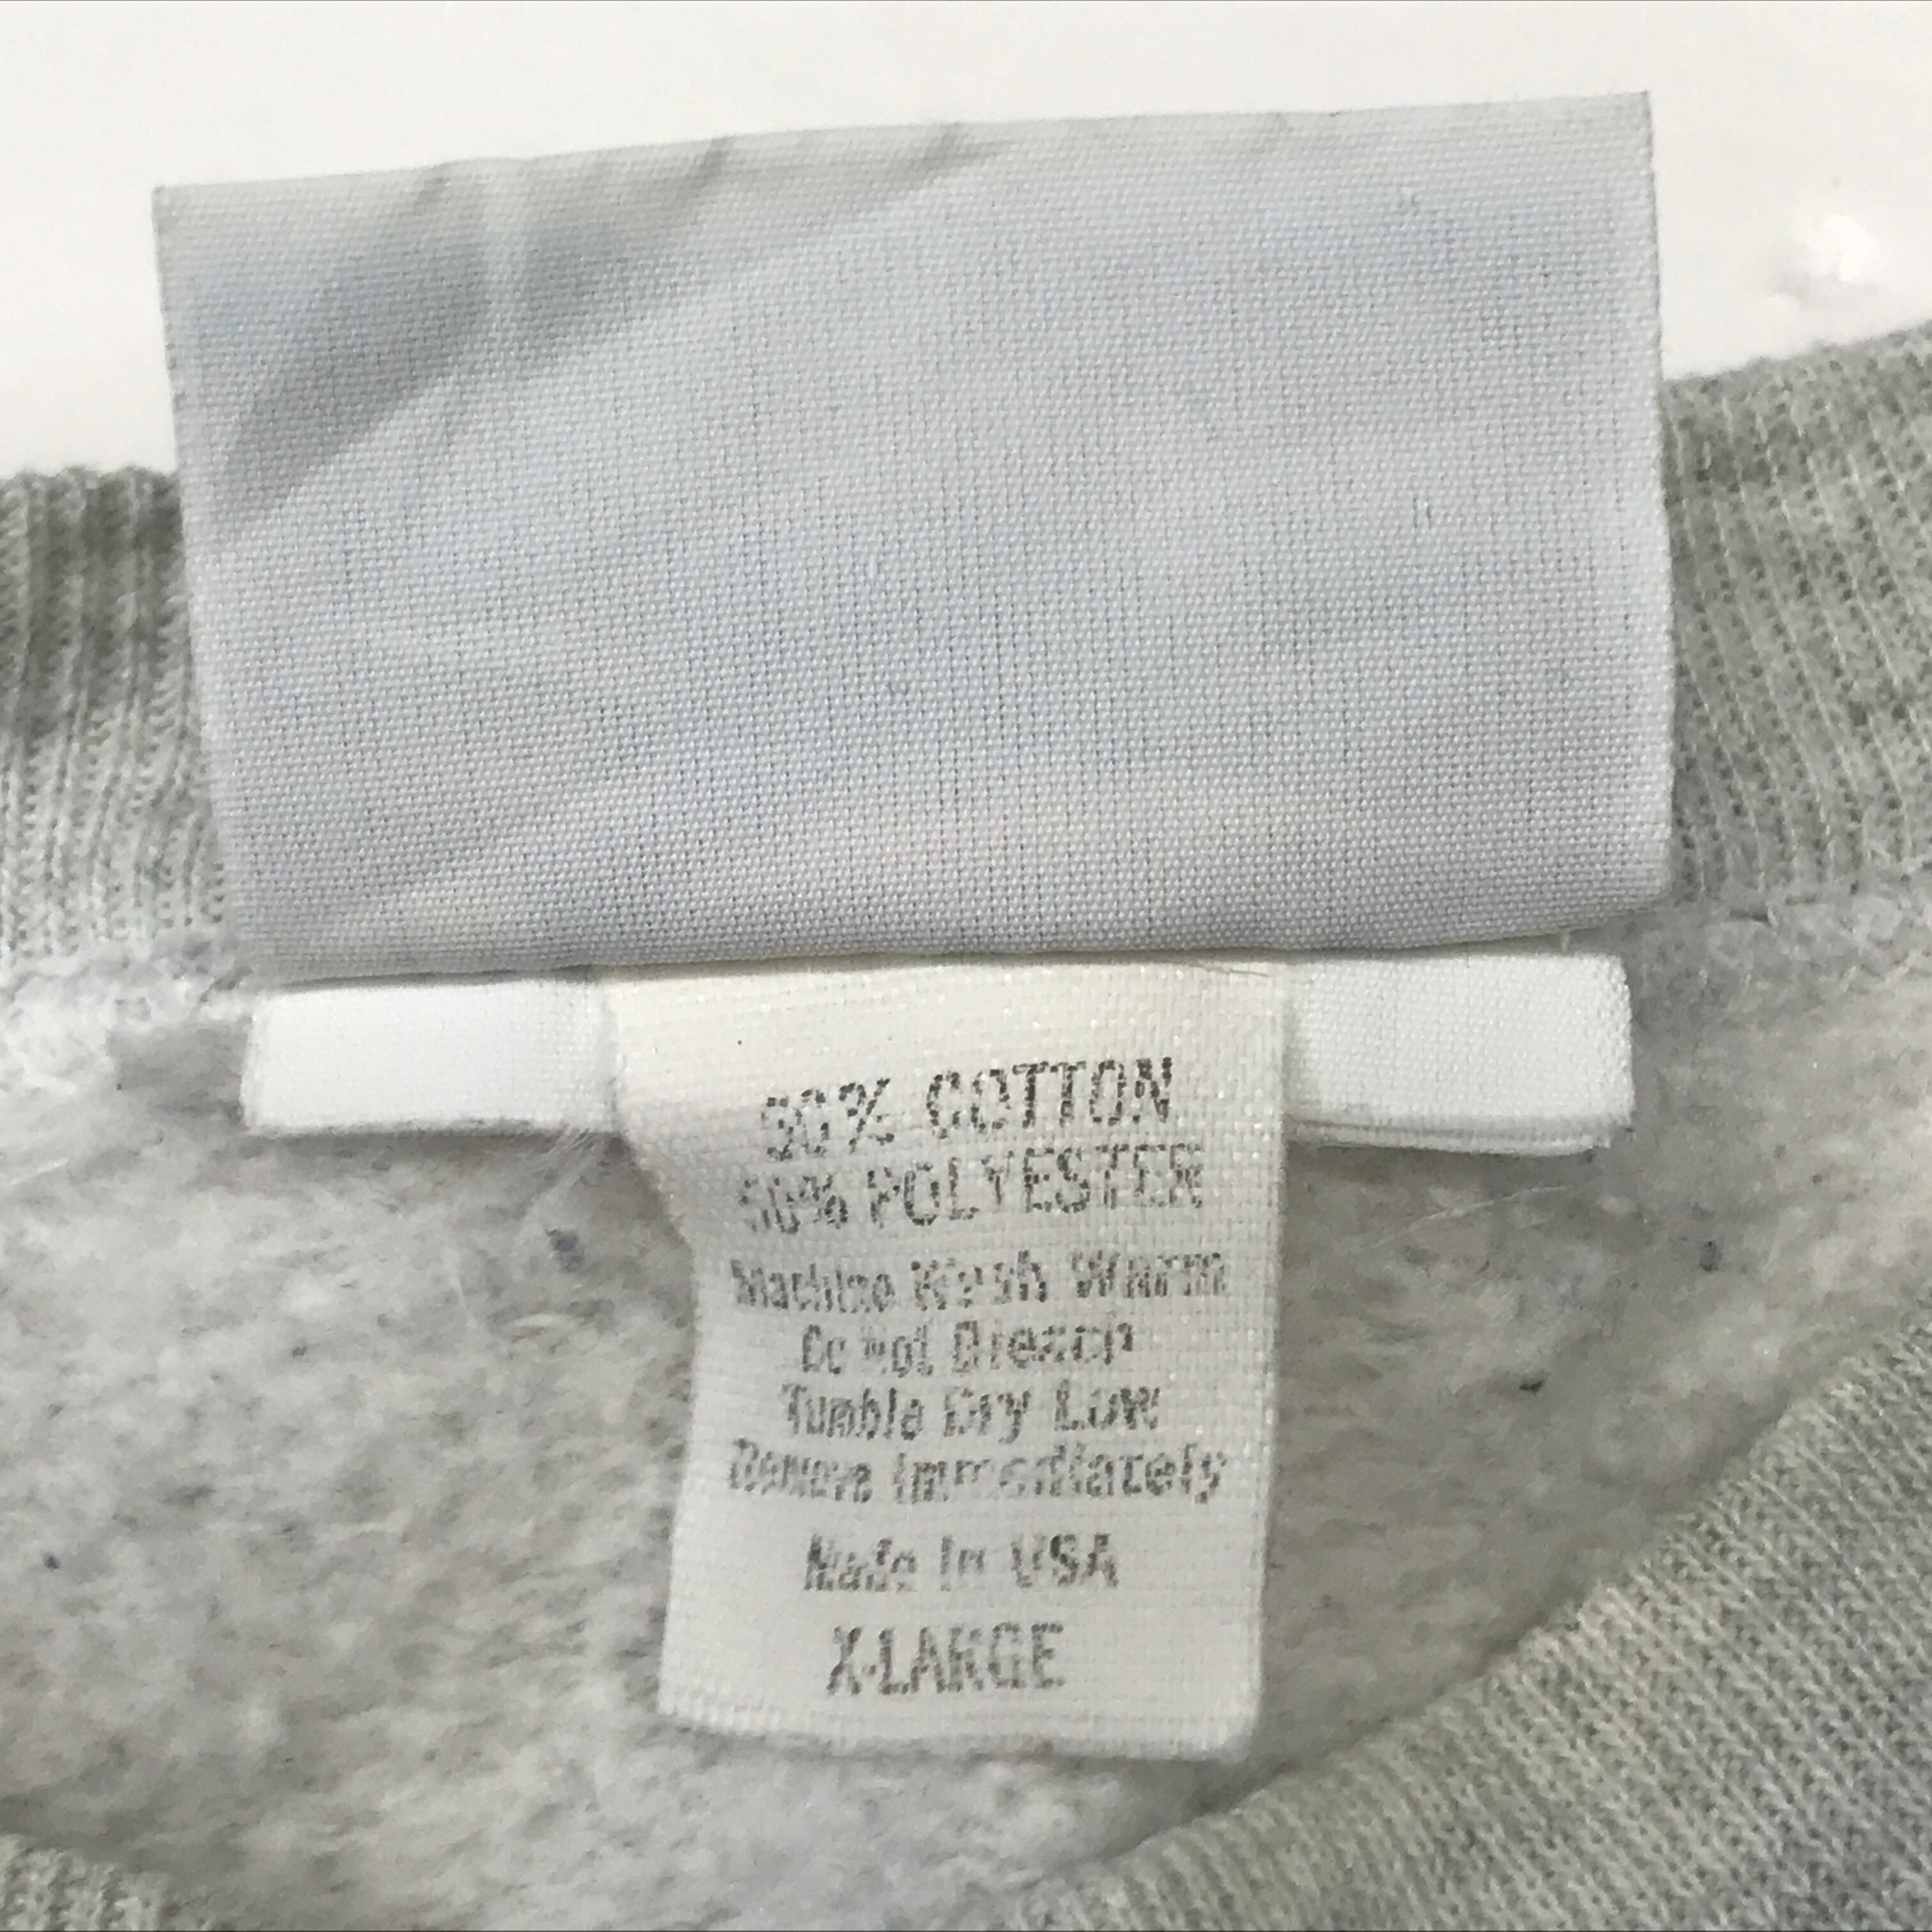 50% COTTON
50% POLYESTER
Machine Wash Warm
Do Not Bleach
Tumble Dry Low
Remove Immediately
Made In USA
X-LARGE